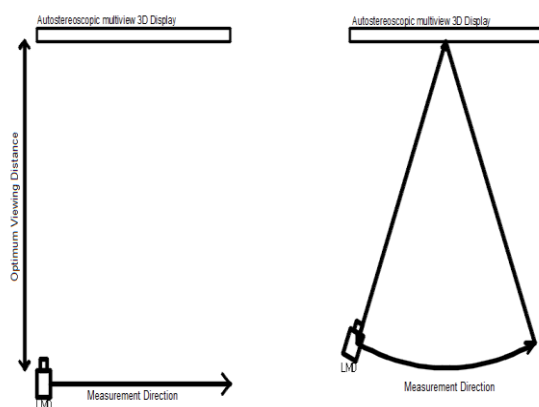 Autostereoscopic multiview 3D Display
Optimum Viewing Distance
LMD
Measurement Direction
Autostereoscopic multiview 3D Display
LMD
Measurement Direction